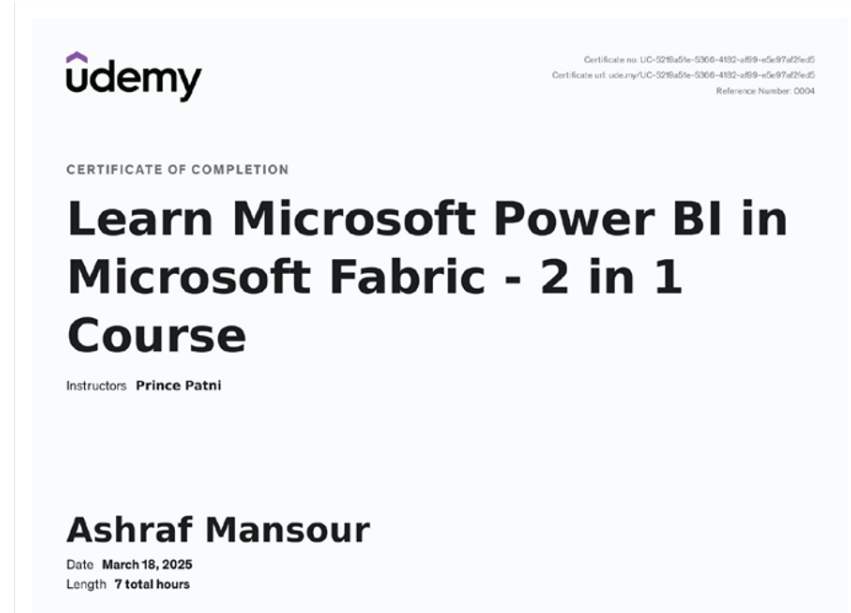 udemy
Certificate no: UC-5218a51e-5366-4182-af99-e5e97af2fed5
Certificate url: ude.my/UC-5218a51e-5366-4182-af99-e5e97af2fed5
Reference Number: 0004
CERTIFICATE OF COMPLETION
Learn Microsoft Power BI in
Microsoft Fabric - 2 in 1
Course
Instructors Prince Patni
Ashraf Mansour
Date March 18, 2025
Length 7 total hours